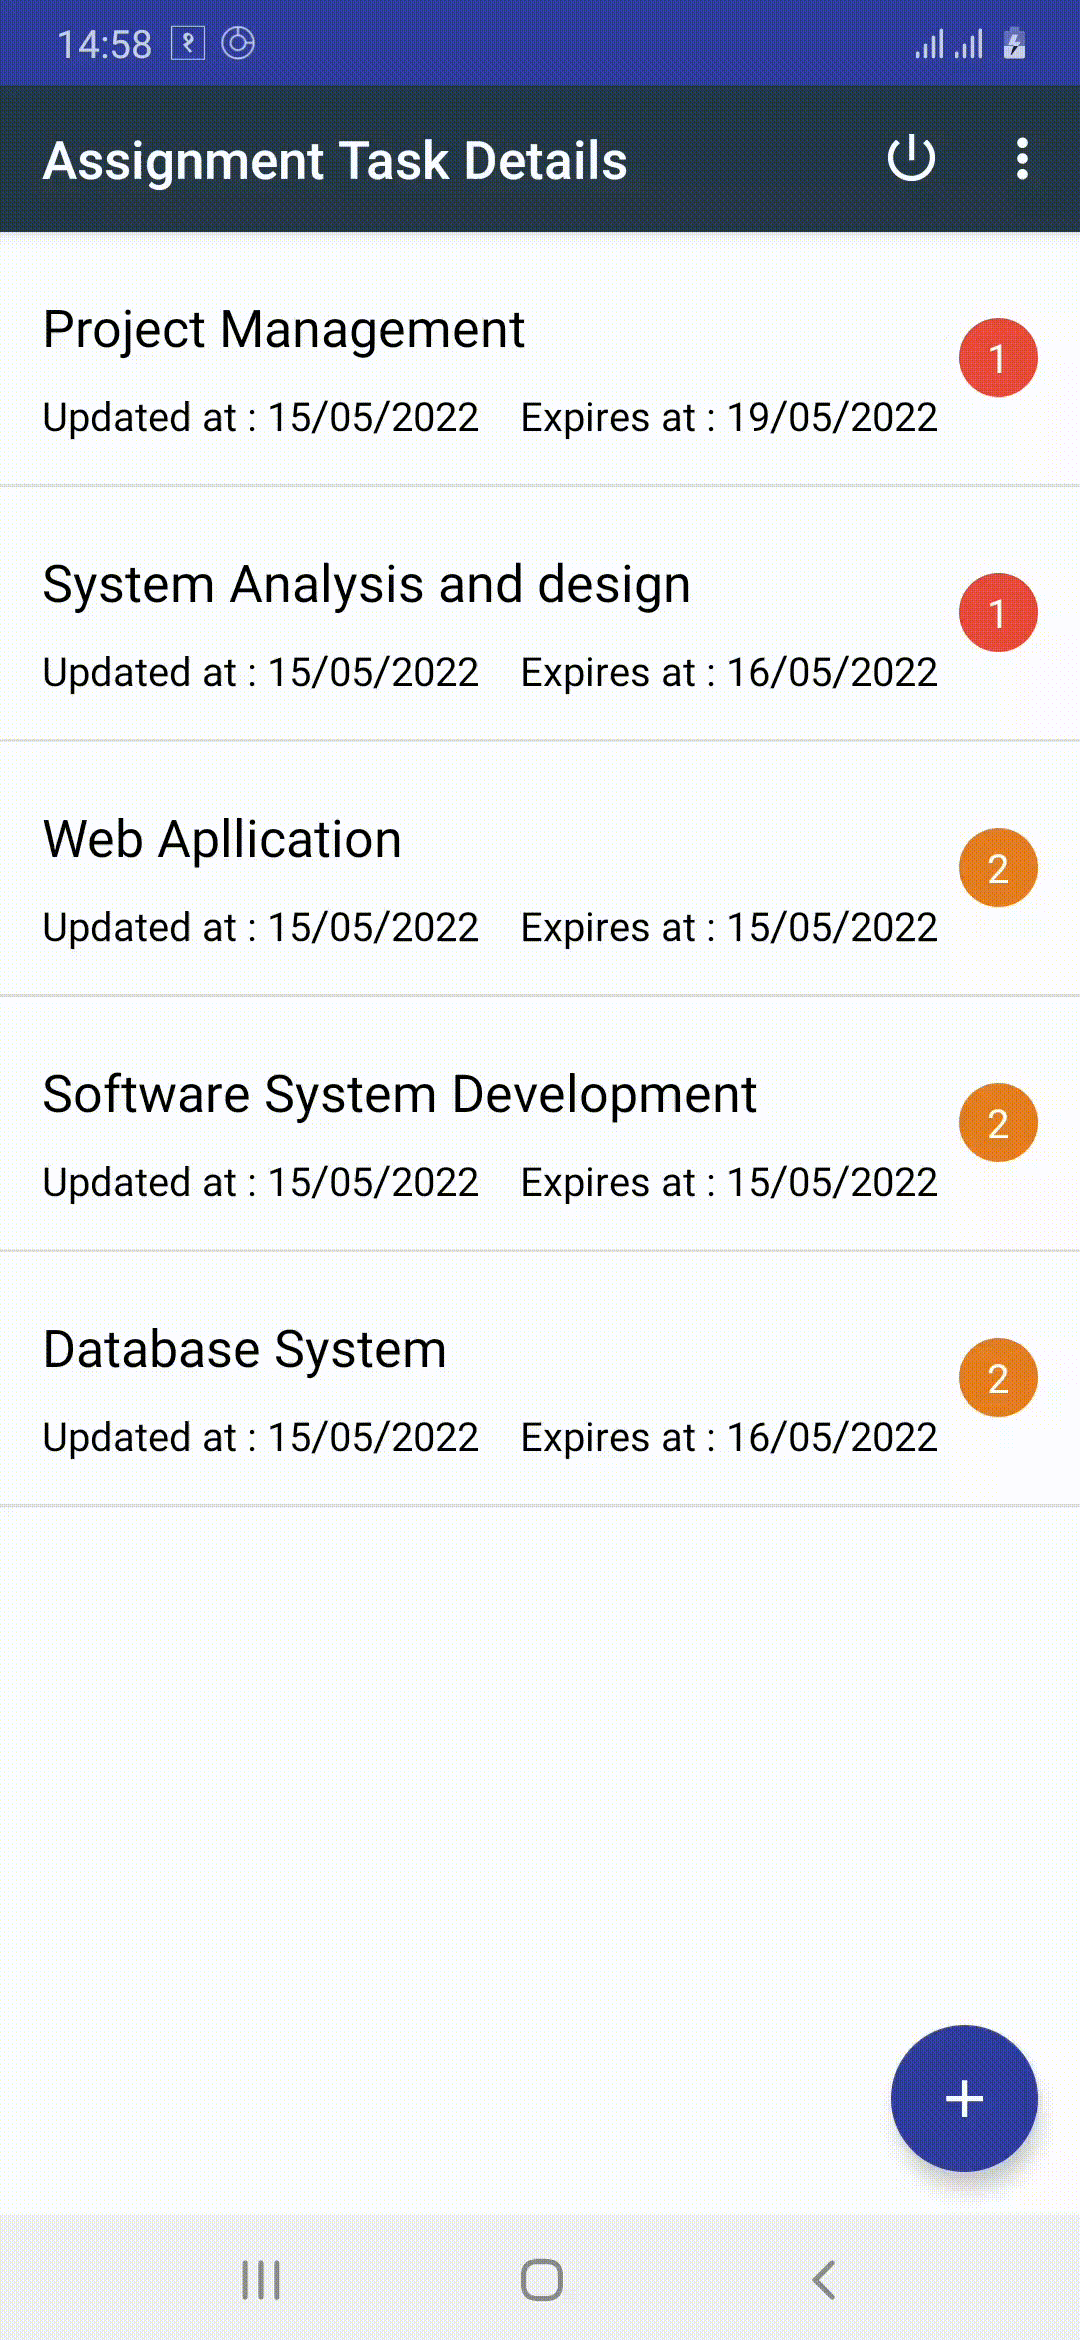 14:58 १
Assignment Task Details
Project Management
1
Updated at : 15/05/2022 Expires at : 19/05/2022
System Analysis and design
1
Updated at : 15/05/2022 Expires at : 16/05/2022
Web Apllication
2
Updated at : 15/05/2022 Expires at : 15/05/2022
Software System Development
2
Updated at : 15/05/2022 Expires at : 15/05/2022
Database System
2
Updated at : 15/05/2022 Expires at : 16/05/2022